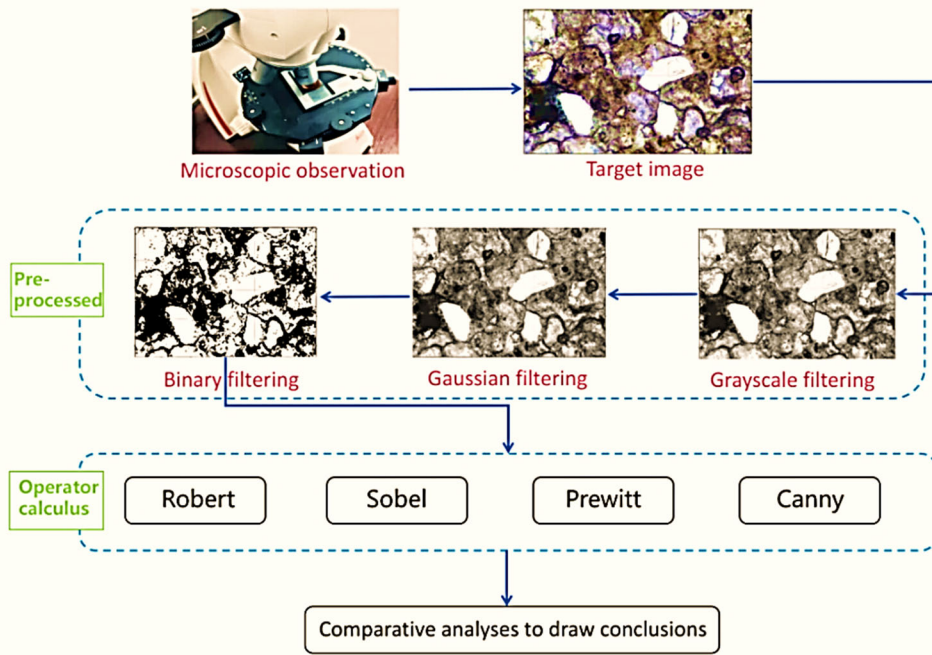 Microscopic observation
Target image
Pre-
processed
Binary filtering
Gaussian filtering
Grayscale filtering
Operator
calculus
Robert
Sobel
Prewitt
Canny
Comparative analyses to draw conclusions